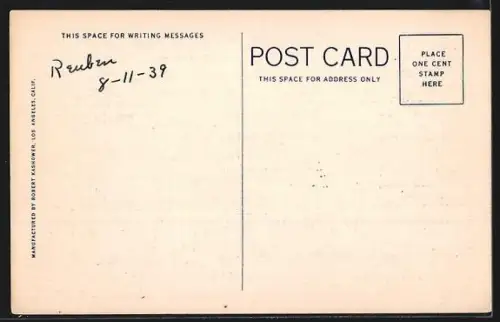 THIS SPACE FOR WRITING MESSAGES
Reuben
8-11-39
MANUFACTURED BY ROBERT KASHOWER, LOS ANGELES, CALIF.
POST CARD
THIS SPACE FOR ADDRESS ONLY
PLACE
ONE CENT
STAMP
HERE